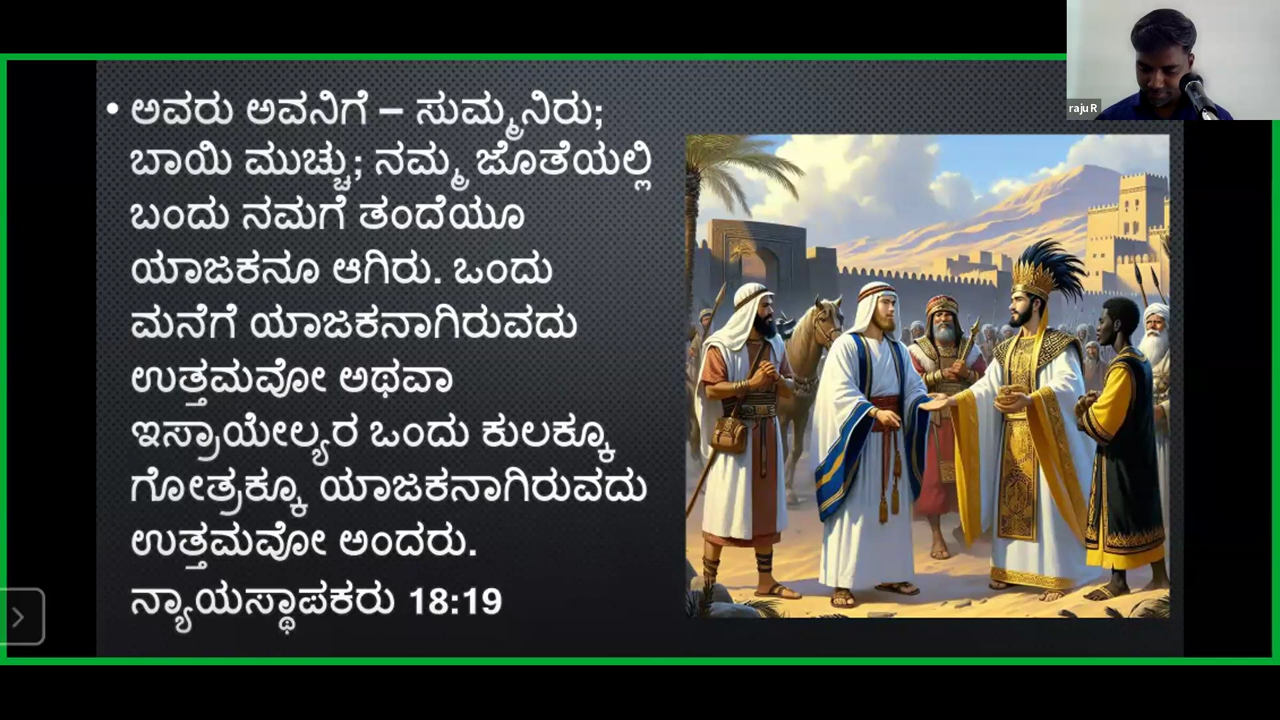 • ಅವರು ಅವನಿಗೆ – ಸುಮ್ಮನಿರು;
ಬಾಯಿ ಮುಚ್ಚು; ನಮ್ಮ ಜೊತೆಯಲ್ಲಿ
ಬಂದು ನಮಗೆ ತಂದೆಯೂ
ಯಾಜಕನೂ ಆಗಿರು. ಒಂದು
ಮನೆಗೆ ಯಾಜಕನಾಗಿರುವದು
ಉತ್ತಮವೋ ಅಥವಾ
ಇಸ್ರಾಯೇಲ್ಯರ ಒಂದು ಕುಲಕ್ಕೂ
ಗೋತ್ರಕ್ಕೂ ಯಾಜಕನಾಗಿರುವದು
ಉತ್ತಮವೋ ಅಂದರು.
ನ್ಯಾಯಸ್ಥಾಪಕರು 18:19
raju R